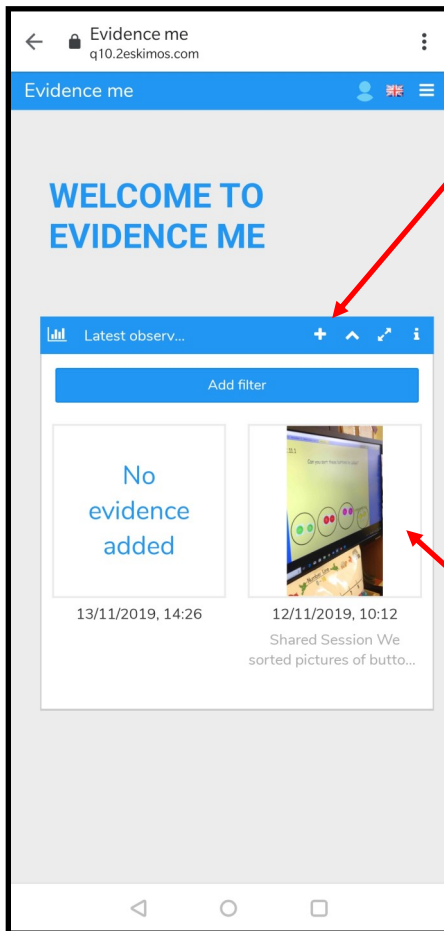 Evidence me
q10.2eskimos.com
Evidence me
WELCOME TO
EVIDENCE ME
Latest observ...
Add filter
No
evidence
added
13/11/2019, 14:26
12/11/2019, 10:12
Shared Session We
sorted pictures of butto...